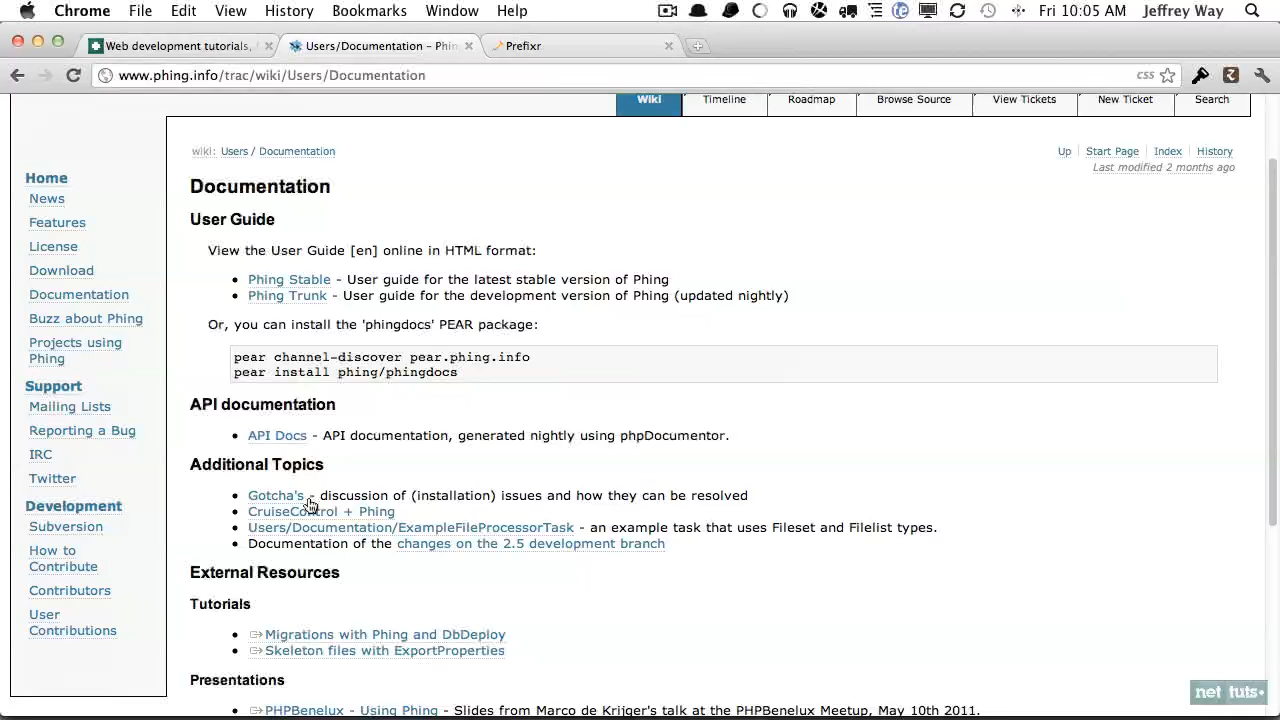 Chrome File Edit View History Bookmarks Window Help Fri 10:05 AM Jeffrey Way
Web development tutorials, Users/Documentation – Phin Prefixr
www.phing.info/trac/wiki/Users/Documentation css
Wiki Timeline Roadmap Browse Source View Tickets New Ticket Search
wiki: Users / Documentation Up Start Page Index History
Last modified 2 months ago
Home
News
Features
License
Download
Documentation
Buzz about Phing
Projects using
Phing
Support
Mailing Lists
Reporting a Bug
IRC
Twitter
Development
Subversion
How to
Contribute
Contributors
User
Contributions
Documentation
User Guide
View the User Guide [en] online in HTML format:
• Phing Stable - User guide for the latest stable version of Phing
• Phing Trunk - User guide for the development version of Phing (updated nightly)
Or, you can install the 'phingdocs' PEAR package:
pear channel-discover pear.phing.info
pear install phing/phingdocs
API documentation
• API Docs - API documentation, generated nightly using phpDocumentor.
Additional Topics
• Gotcha's - discussion of (installation) issues and how they can be resolved
• CruiseControl + Phing
• Users/Documentation/ExampleFileProcessorTask - an example task that uses Fileset and Filelist types.
• Documentation of the changes on the 2.5 development branch
External Resources
Tutorials
• Migrations with Phing and DbDeploy
• Skeleton files with ExportProperties
Presentations
• PHPBenelux - Using Phing - Slides from Marco de Krijger's talk at the PHPBenelux Meetup, May 10th 2011.
net tuts+